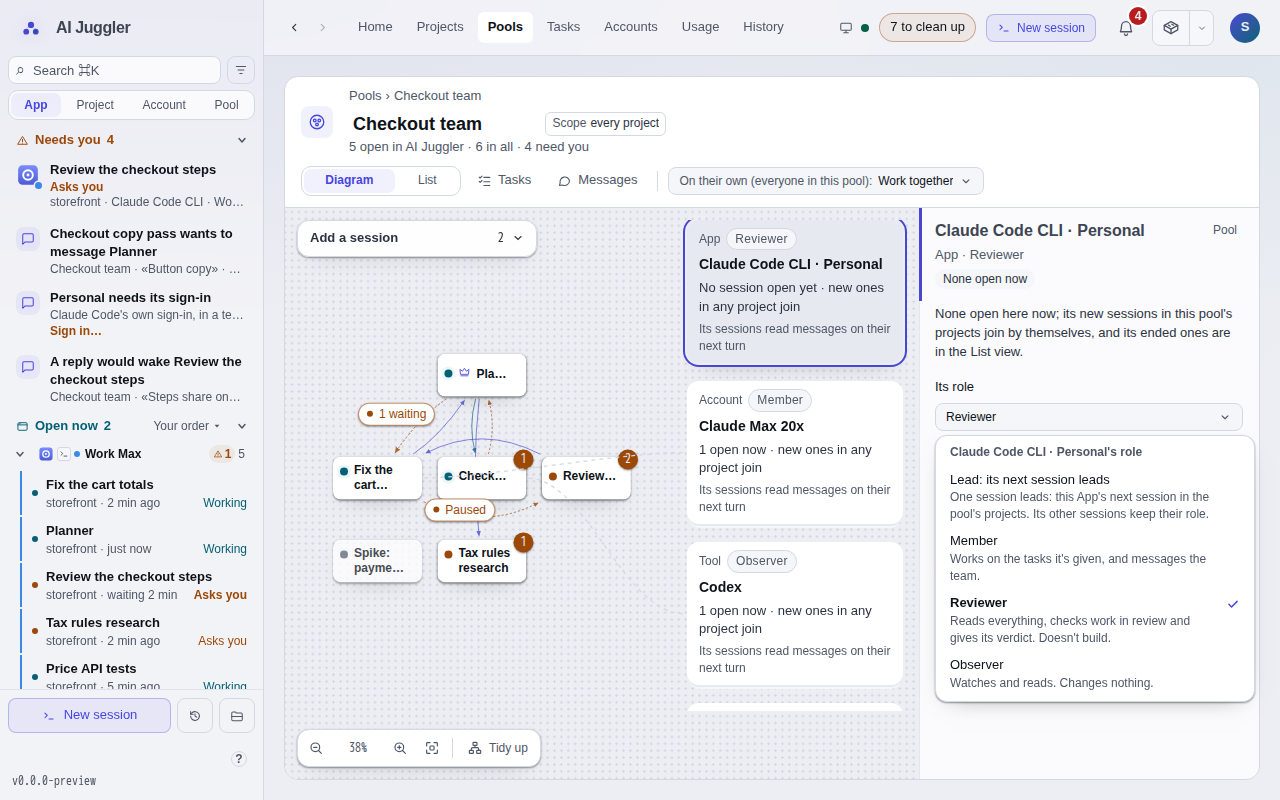 AI Juggler
Search ⌘K
App Project Account Pool
Needs you 4
Review the checkout steps
Asks you
storefront · Claude Code CLI · Wo…
Checkout copy pass wants to
message Planner
Checkout team · «Button copy» · …
Personal needs its sign-in
Claude Code's own sign-in, in a te…
Sign in…
A reply would wake Review the
checkout steps
Checkout team · «Steps share on…
Open now 2 Your order
Work Max 1 5
Fix the cart totals
storefront · 2 min ago Working
Planner
storefront · just now Working
Review the checkout steps
storefront · waiting 2 min Asks you
Tax rules research
storefront · 2 min ago Asks you
Price API tests
storefront · 5 min ago Working
New session
?
v0.0.0-preview
Home Projects Pools Tasks Accounts Usage History
7 to clean up
New session
4
S
Pools › Checkout team
Checkout team
Scope every project
5 open in AI Juggler · 6 in all · 4 need you
Diagram List Tasks Messages
On their own (everyone in this pool): Work together
Add a session 2
Pla…
1 waiting
Fix the
cart…
1
Check…
2
Review…
Paused
Spike:
payme…
1
Tax rules
research
38%
Tidy up
App Reviewer
Claude Code CLI · Personal
No session open yet · new ones
in any project join
Its sessions read messages on their
next turn
Account Member
Claude Max 20x
1 open now · new ones in any
project join
Its sessions read messages on their
next turn
Tool Observer
Codex
1 open now · new ones in any
project join
Its sessions read messages on their
next turn
Claude Code CLI · Personal Pool
App · Reviewer
None open now
None open here now; its new sessions in this pool's
projects join by themselves, and its ended ones are
in the List view.
Its role
Reviewer
Claude Code CLI · Personal's role
Lead: its next session leads
One session leads: this App's next session in the
pool's projects. Its other sessions keep their role.
Member
Works on the tasks it's given, and messages the
team.
Reviewer
Reads everything, checks work in review and
gives its verdict. Doesn't build.
Observer
Watches and reads. Changes nothing.